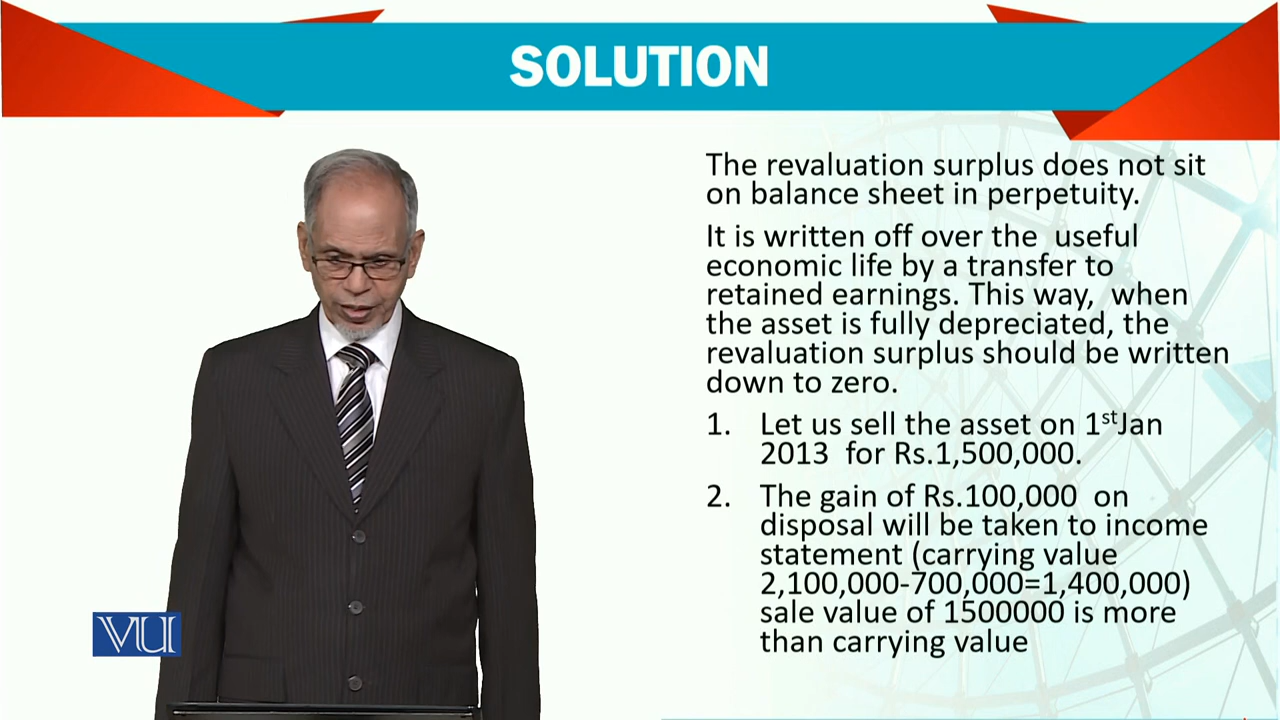 SOLUTION
The revaluation surplus does not sit
on balance sheet in perpetuity.
It is written off over the useful
economic life by a transfer to
retained earnings. This way, when
the asset is fully depreciated, the
revaluation surplus should be written
down to zero.
1. Let us sell the asset on 1stJan
2013 for Rs.1,500,000.
2. The gain of Rs.100,000 on
disposal will be taken to income
statement (carrying value
2,100,000-700,000=1,400,000)
sale value of 1500000 is more
than carrying value
VU